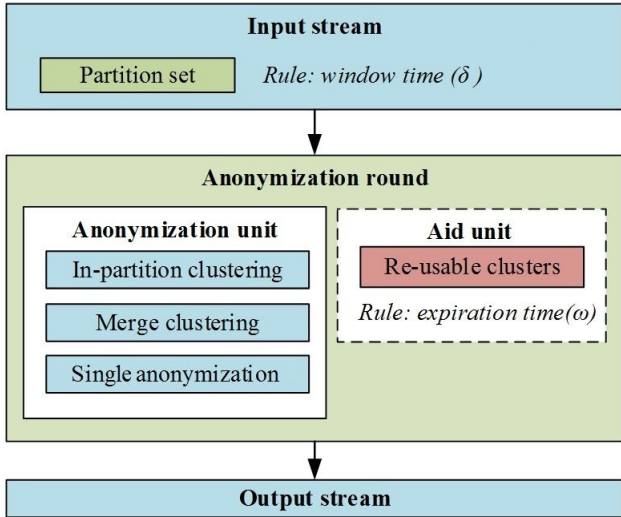 Input stream
Partition set
Rule: window time (δ )
Anonymization round
Anonymization unit
In-partition clustering
Merge clustering
Single anonymization
Aid unit
Re-usable clusters
Rule: expiration time(ω)
Output stream